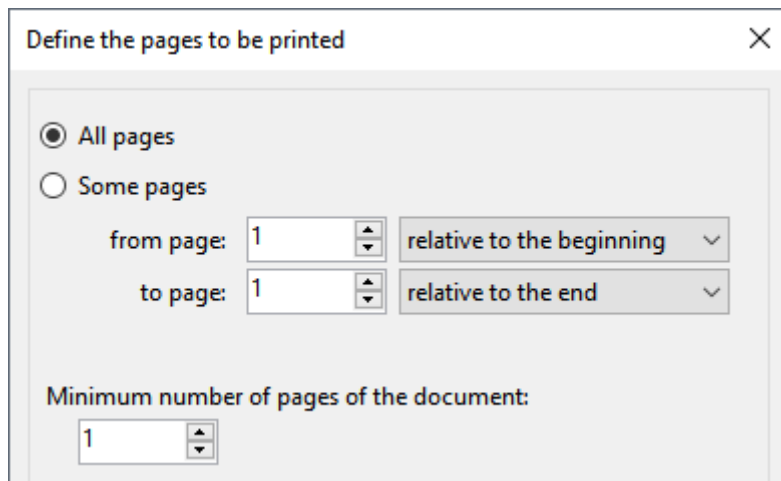 Define the pages to be printed
All pages
Some pages
from page: 1 relative to the beginning
to page: 1 relative to the end
Minimum number of pages of the document:
1